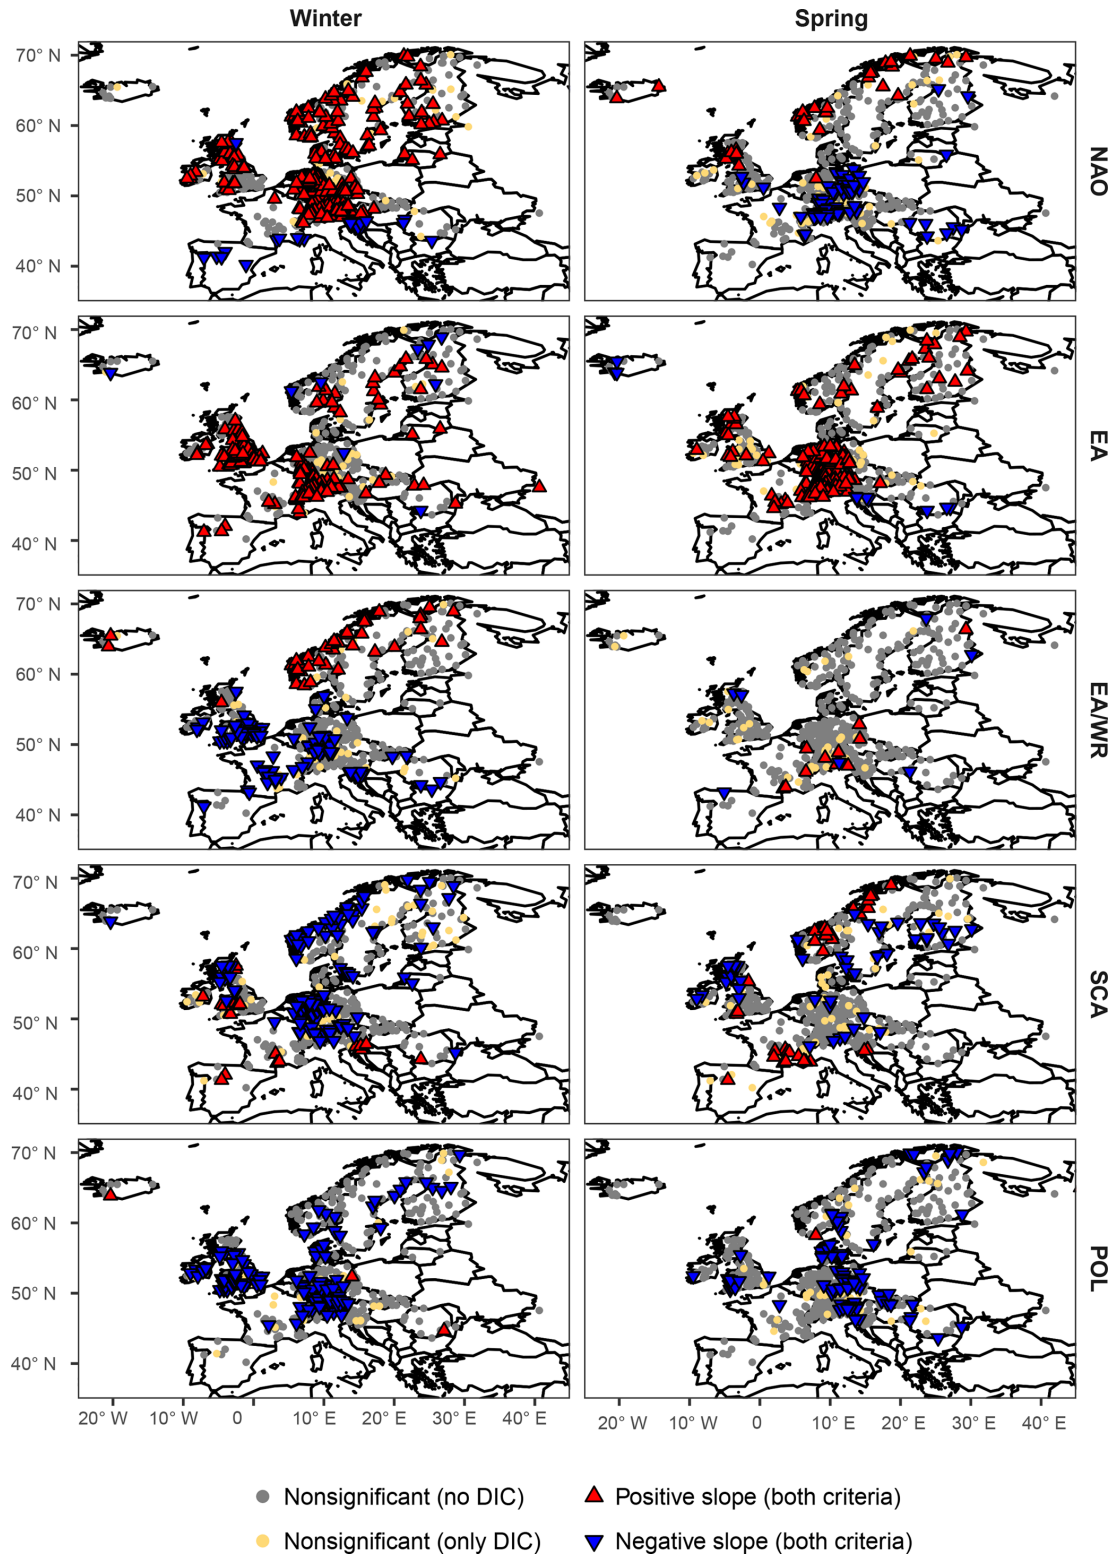 Winter Spring
70° N
60° N
50° N
40° N
NAO
70° N
60° N
50° N
40° N
EA
70° N
60° N
50° N
40° N
EA/WR
70° N
60° N
50° N
40° N
SCA
70° N
60° N
50° N
40° N
POL
20° W 10° W 0 10° E 20° E 30° E 40° E 20° W 10° W 0 10° E 20° E 30° E 40° E
Nonsignificant (no DIC) Positive slope (both criteria)
Nonsignificant (only DIC) Negative slope (both criteria)